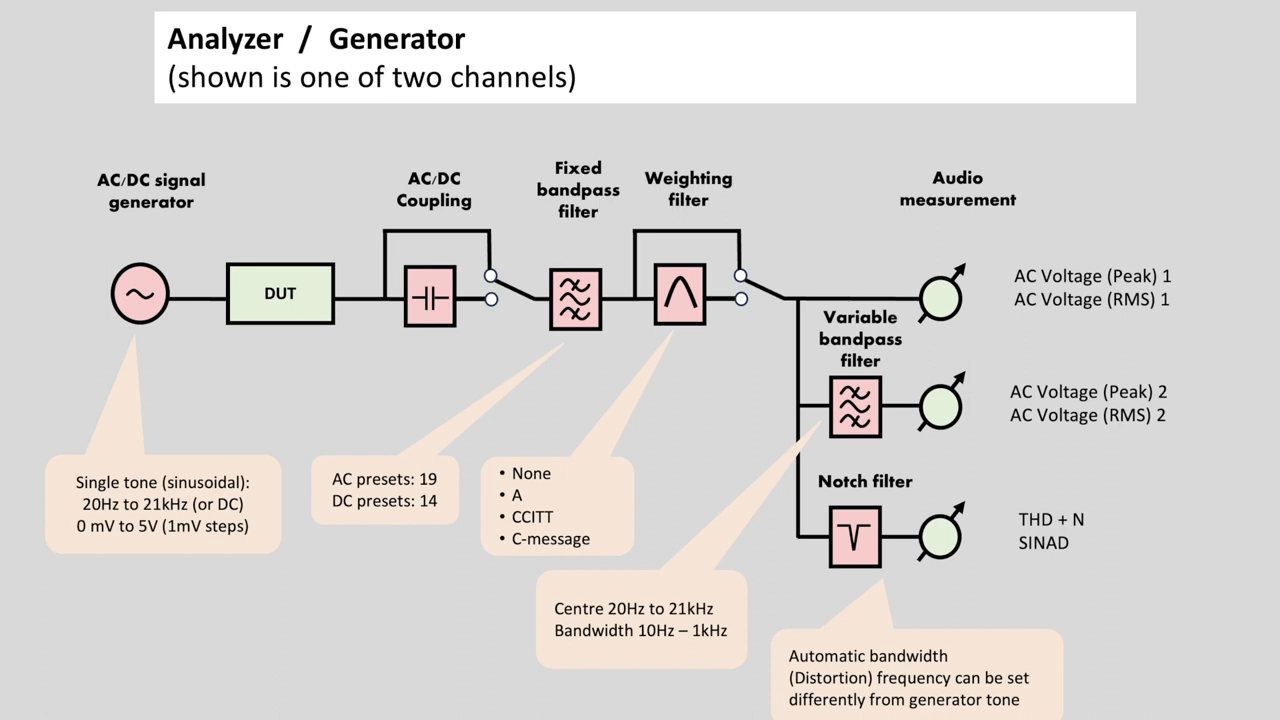 Analyzer / Generator
(shown is one of two channels)
AC/DC signal
generator
AC/DC
Coupling
Fixed
bandpass
filter
Weighting
filter
Audio
measurement
DUT
AC Voltage (Peak) 1
AC Voltage (RMS) 1
Variable
bandpass
filter
AC Voltage (Peak) 2
AC Voltage (RMS) 2
Notch filter
THD + N
SINAD
Single tone (sinusoidal):
20Hz to 21kHz (or DC)
0 mV to 5V (1mV steps)
AC presets: 19
DC presets: 14
• None
• A
• CCITT
• C-message
Centre 20Hz to 21kHz
Bandwidth 10Hz – 1kHz
Automatic bandwidth
(Distortion) frequency can be set
differently from generator tone